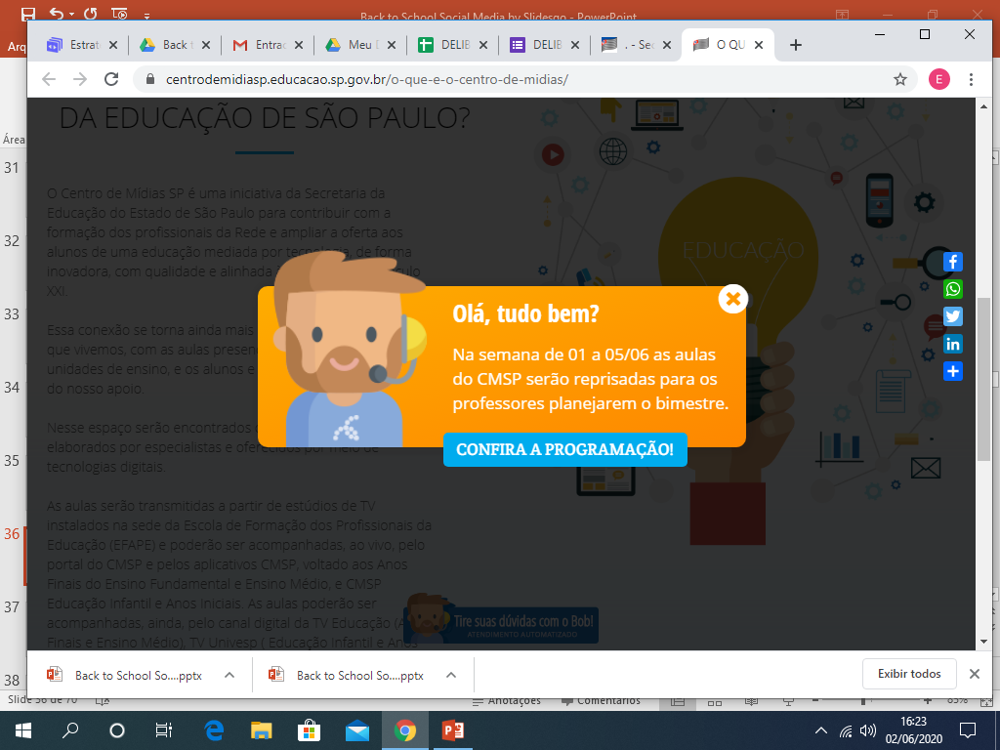 Back to School Social Media by Slidesgo - PowerPoint
Arq
Estrat
Back t
Entrac
Meu D
DELIB
DELIB
. - Sec
O QU
centrodemidiasp.educacao.sp.gov.br/o-que-e-o-centro-de-midias/
E
Área
31
32
33
34
35
36
37
38
DA EDUCAÇÃO DE SÃO PAULO?
O Centro de Mídias SP é uma iniciativa da Secretaria da
Educação do Estado de São Paulo para contribuir com a
formação dos profissionais da Rede e ampliar a oferta aos
alunos de uma educação mediada por tecnologia, de forma
inovadora, com qualidade e alinhada
XXI.
Essa conexão se torna ainda mais
que vivemos, com as aulas presen
unidades de ensino, e os alunos e
do nosso apoio.
Nesse espaço serão encontrados
elaborados por especialistas e oferecidos por meio de
tecnologias digitais.
As aulas serão transmitidas a partir de estúdios de TV
instalados na sede da Escola de Formação dos Profissionais da
Educação (EFAPE) e poderão ser acompanhadas, ao vivo, pelo
portal do CMSP e pelos aplicativos CMSP, voltado aos Anos
Finais do Ensino Fundamental e Ensino Médio, e CMSP
Educação Infantil e Anos iniciais. As aulas poderão ser
acompanhadas, ainda, pelo canal digital da TV Educação
Finais e Ensino Médio), TV Univesp ( Educação Infantil e Anos
EDUCAÇÃO
Olá, tudo bem?
Na semana de 01 a 05/06 as aulas
do CMSP serão reprisadas para os
professores planejarem o bimestre.
CONFIRA A PROGRAMAÇÃO!
Tire suas dúvidas com o Bob!
ATENDIMENTO AUTOMATIZADO
Back to School So....pptx
Back to School So....pptx
Exibir todos
Slide 36 de 70
Anotações
Comentários
85%
16:23
02/06/2020